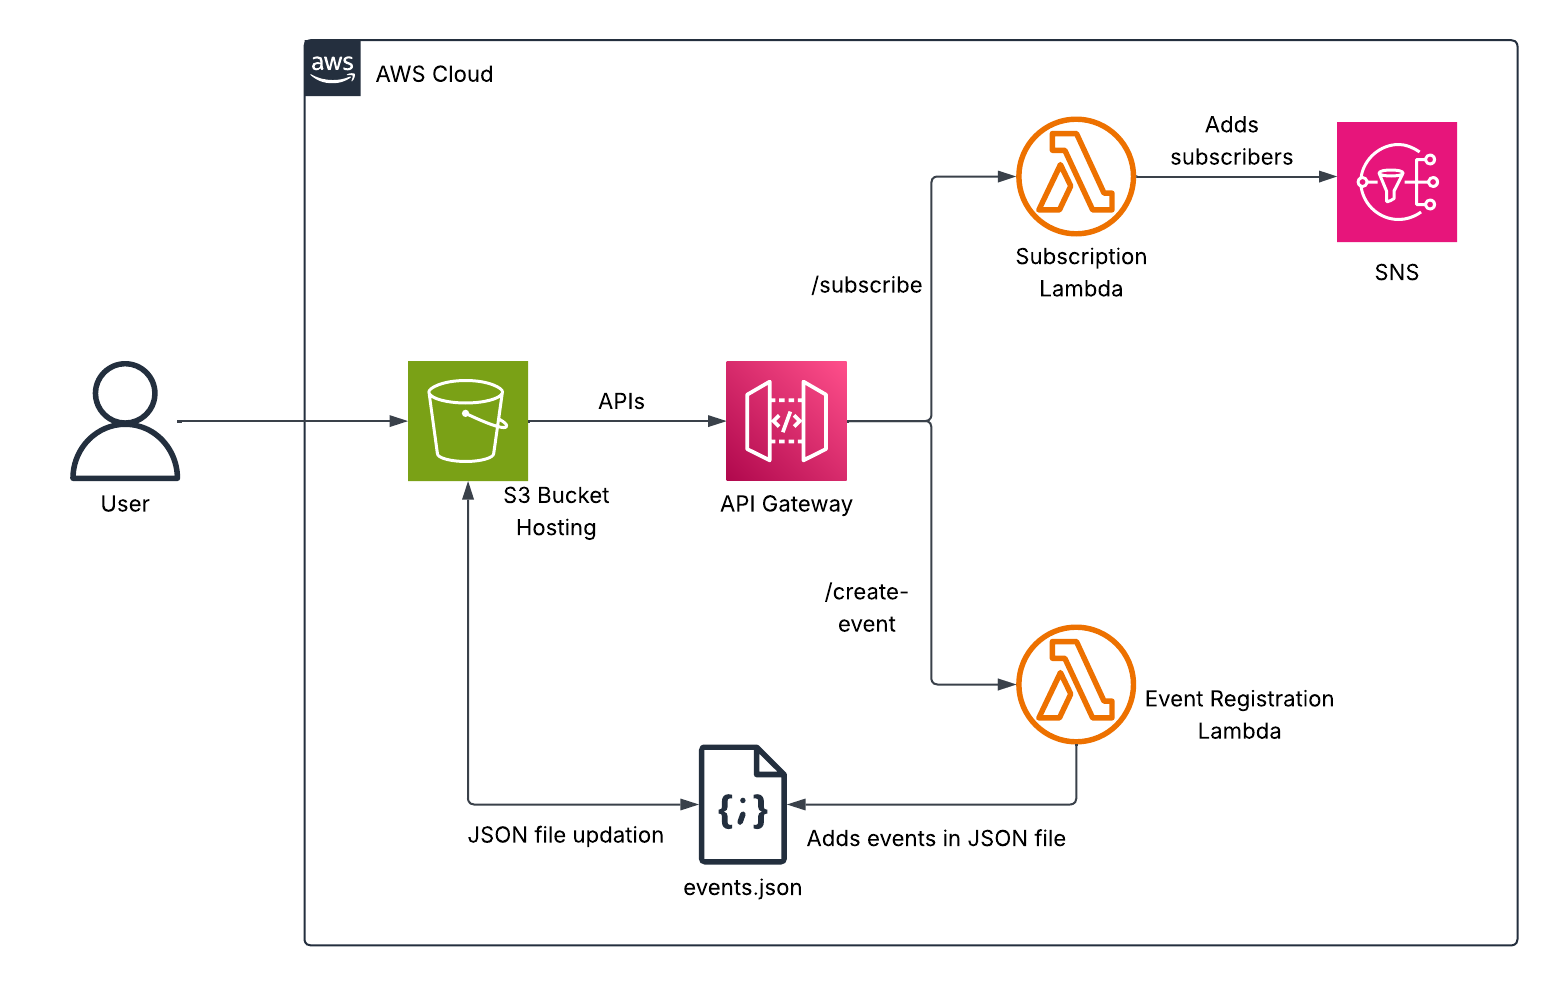 aws
AWS Cloud
Adds
subscribers
Subscription
Lambda
SNS
/subscribe
APIs
</>
User
S3 Bucket
Hosting
API Gateway
/create-
event
Event Registration
Lambda
{;}
JSON file updation
Adds events in JSON file
events.json